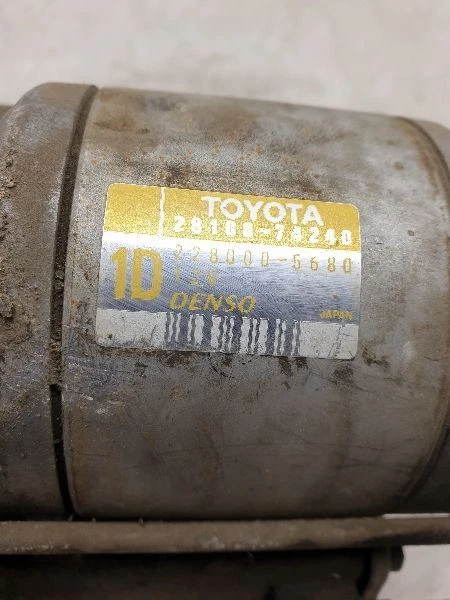 TOYOTA
28100-74240
228000-5680
1D
12V
DENSO
JAPAN